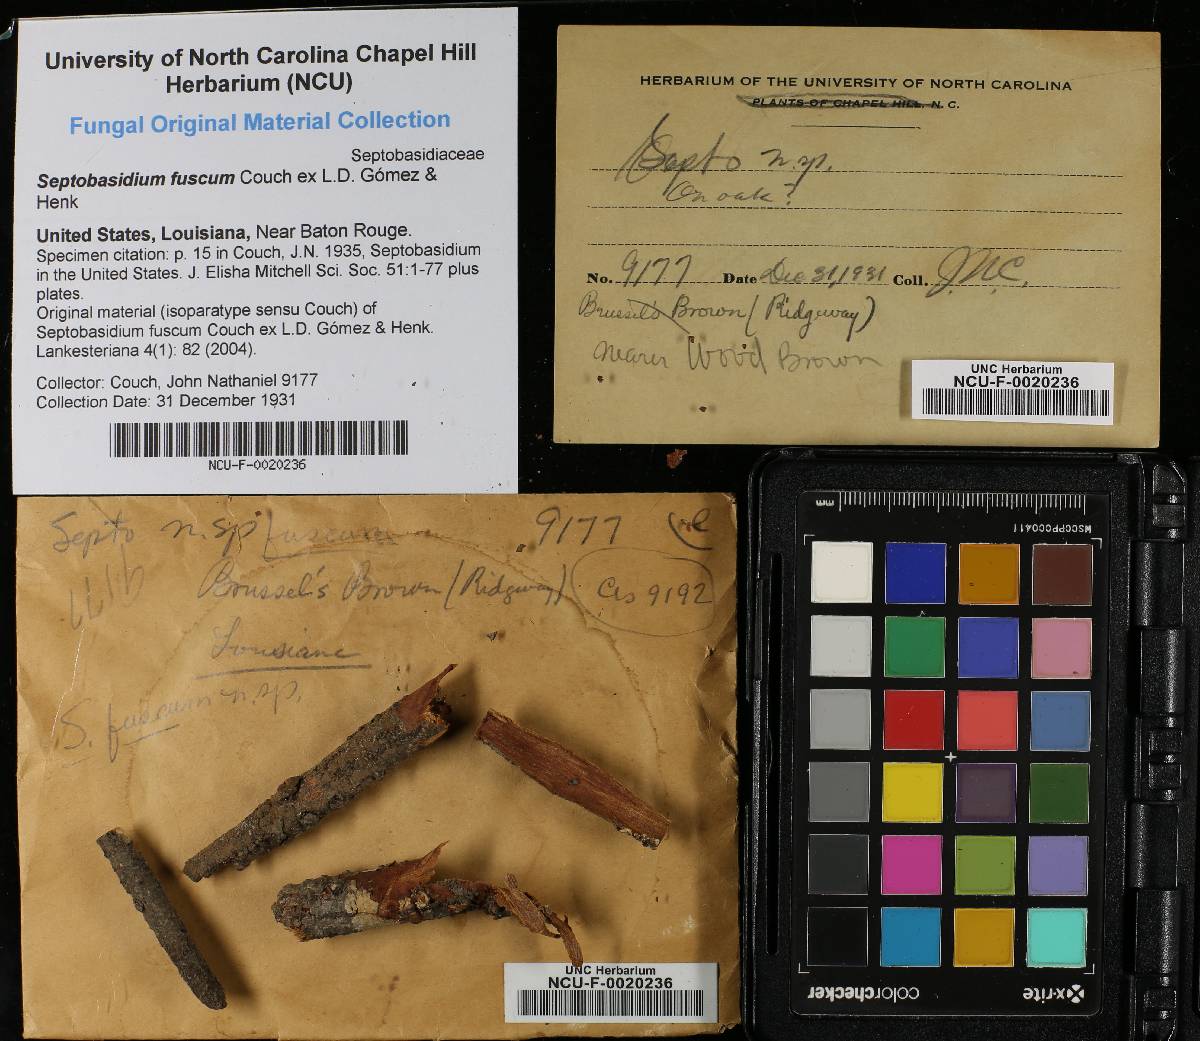 University of North Carolina Chapel Hill
Herbarium (NCU)
Fungal Original Material Collection
Septobasidiaceae
Septobasidium fuscum Couch ex L.D. Gómez &
Henk
United States, Louisiana, Near Baton Rouge.
Specimen citation: p. 15 in Couch, J.N. 1935, Septobasidium
in the United States. J. Elisha Mitchell Sci. Soc. 51:1-77 plus
plates.
Original material (isoparatype sensu Couch) of
Septobasidium fuscum Couch ex L.D. Gómez & Henk.
Lankesteriana 4(1): 82 (2004).
Collector: Couch, John Nathaniel 9177
Collection Date: 31 December 1931
NCU-F-0020236
HERBARIUM OF THE UNIVERSITY OF NORTH CAROLINA
PLANTS OF CHAPEL HILL, N. C.
Septo n.sp.
On oak?
No. 9177 Date Dec 31, 1931 Coll. J.N.C.
Brussel's Brown (Ridgway)
nearer Wood Brown
UNC Herbarium
NCU-F-0020236
Septo n.sp fuscum 9177
Brussel's Brown (Ridgway) Cis 9192
9177
Louisiana
S. fuscum n.sp.
UNC Herbarium
NCU-F-0020236
mm
MSCCPPCC0411
colorchecker
x-rite